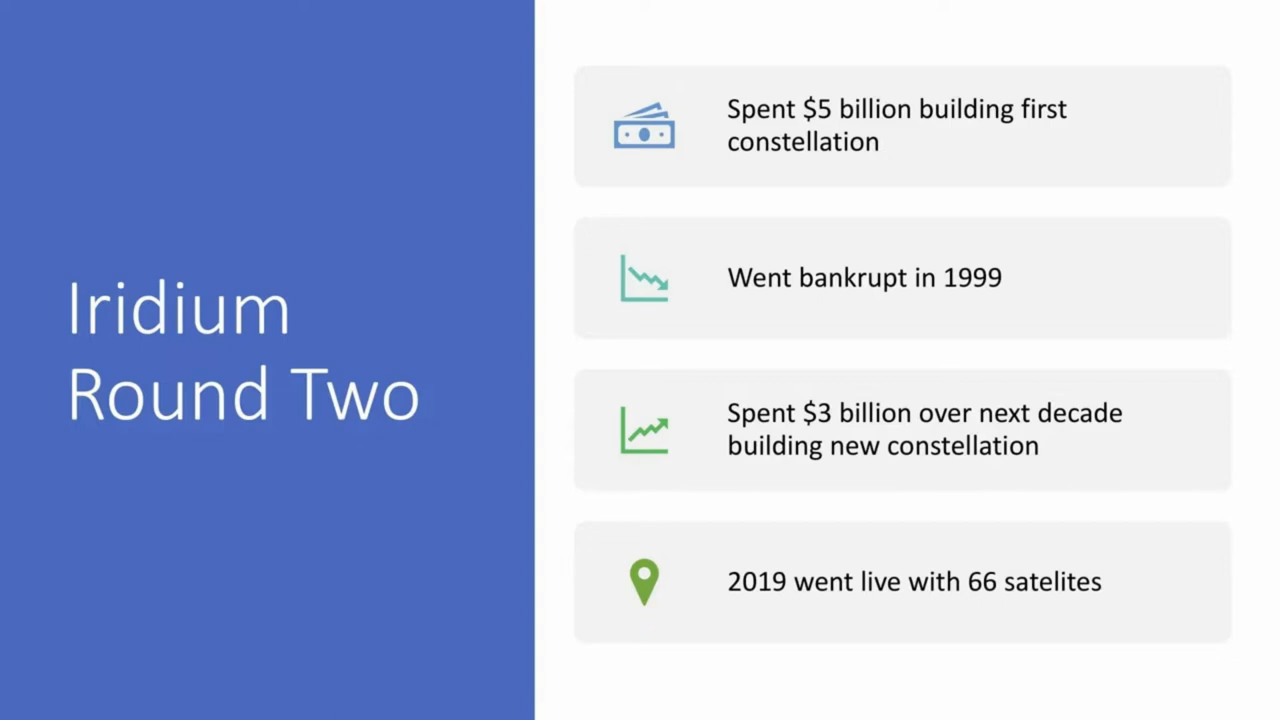 Iridium
Round Two
Spent $5 billion building first
constellation
Went bankrupt in 1999
Spent $3 billion over next decade
building new constellation
2019 went live with 66 satelites